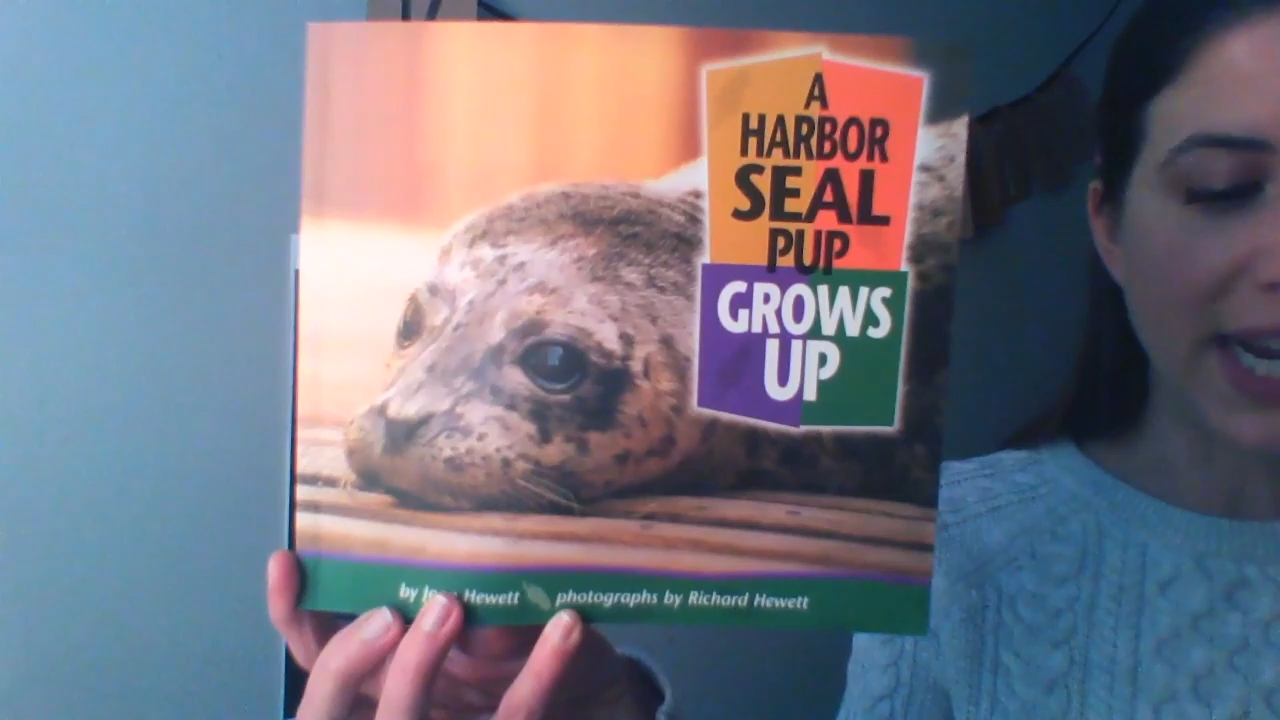 A
HARBOR
SEAL
PUP
GROWS
UP
by Hewett photographs by Richard Hewett